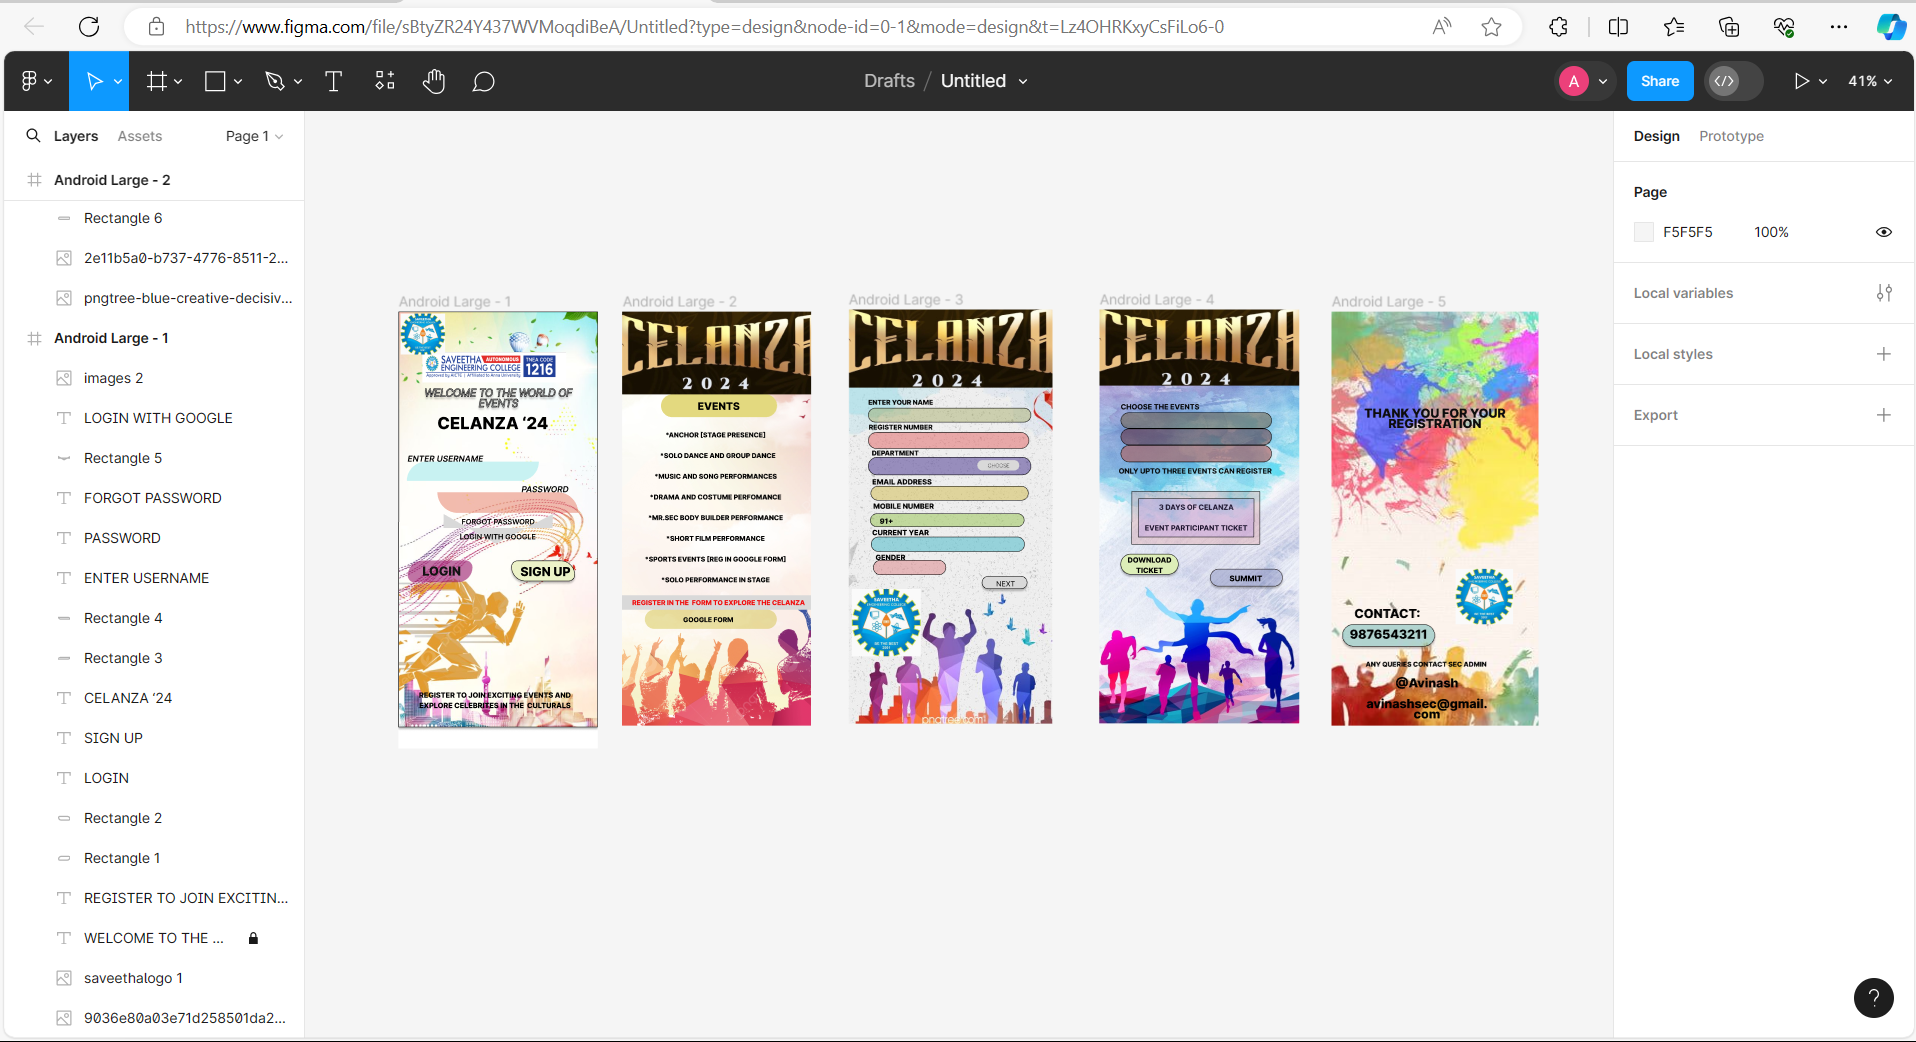 https://www.figma.com/file/sBtyZR24Y437WVMoqdiBeA/Untitled?type=design&node-id=0-1&mode=design&t=Lz4OHRKxyCsFiLo6-0
Drafts / Untitled
A
Share
41%
Layers
Assets
Page 1
Android Large - 2
Rectangle 6
2e11b5a0-b737-4776-8511-2...
pngtree-blue-creative-decisiv...
Android Large - 1
images 2
LOGIN WITH GOOGLE
Rectangle 5
FORGOT PASSWORD
PASSWORD
ENTER USERNAME
Rectangle 4
Rectangle 3
CELANZA ‘24
SIGN UP
LOGIN
Rectangle 2
Rectangle 1
REGISTER TO JOIN EXCITIN...
WELCOME TO THE ...
saveethalogo 1
9036e80a03e71d258501da2...
Android Large - 1
SAVEETHA AUTONOMOUS
ENGINEERING COLLEGE
TNEA CODE
1216
WELCOME TO THE WORLD OF
EVENTS
CELANZA ‘24
ENTER USERNAME
PASSWORD
FORGOT PASSWORD
LOGIN WITH GOOGLE
LOGIN
SIGN UP
REGISTER TO JOIN EXCITING EVENTS AND
EXPLORE CELEBRITES IN THE CULTURALS
Android Large - 2
CELANZA
2024
EVENTS
*ANCHOR [STAGE PRESENCE]
*SOLO DANCE AND GROUP DANCE
*MUSIC AND SONG PERFORMANCES
*DRAMA AND COSTUME PERFOMANCE
*MR.SEC BODY BUILDER PERFORMANCE
*SHORT FILM PERFORMANCE
*SPORTS EVENTS [REG IN GOOGLE FORM]
*SOLO PERFORMANCE IN STAGE
REGISTER IN THE FORM TO EXPLORE THE CELANZA
GOOGLE FORM
Android Large - 3
CELANZA
2024
ENTER YOUR NAME
REGISTER NUMBER
DEPARTMENT
CHOOSE
EMAIL ADDRESS
MOBILE NUMBER
91+
CURRENT YEAR
GENDER
NEXT
SAVEETHA
ENGINEERING COLLEGE
BE THE BEST
pngtree.com
Android Large - 4
CELANZA
2024
CHOOSE THE EVENTS
ONLY UPTO THREE EVENTS CAN REGISTER
3 DAYS OF CELANZA
EVENT PARTICIPANT TICKET
DOWNLOAD
TICKET
SUMMIT
Android Large - 5
THANK YOU FOR YOUR
REGISTRATION
SAVEETHA
CONTACT:
9876543211
ANY QUERIES CONTACT SEC ADMIN
@Avinash
avinashsec@gmail.
com
Design
Prototype
Page
F5F5F5
100%
Local variables
Local styles
Export
?